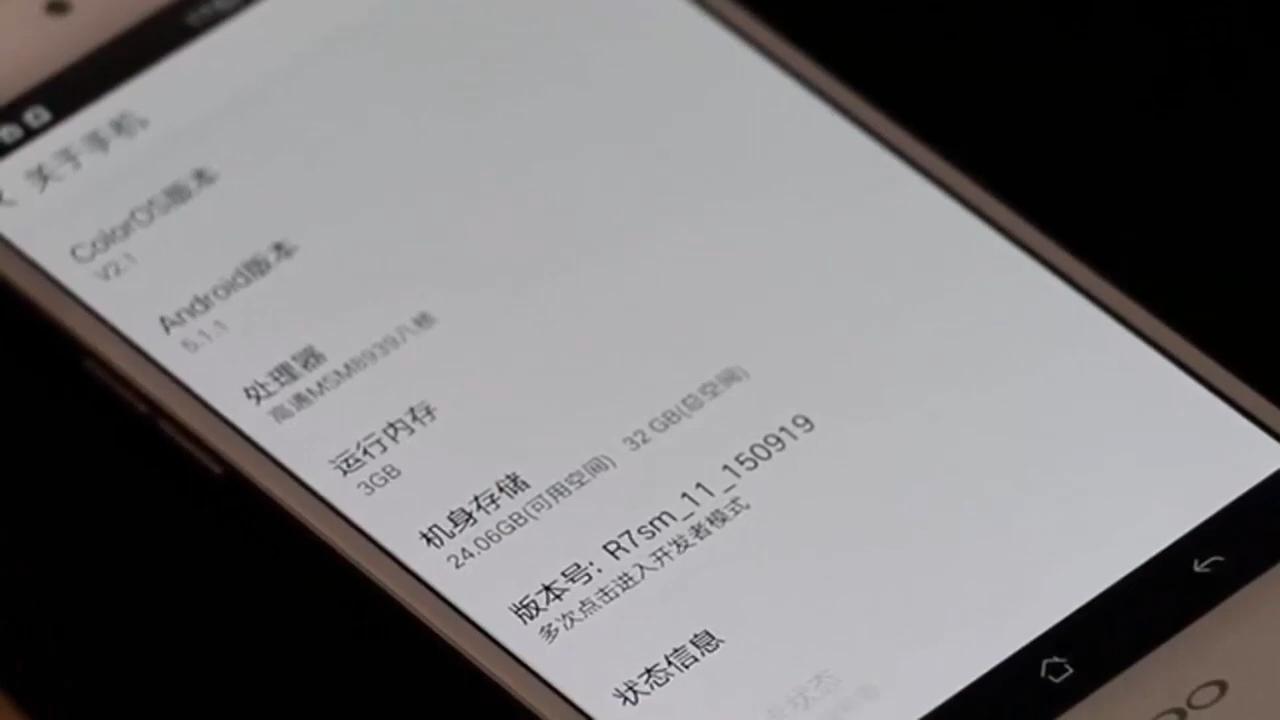 关于手机
ColorOS版本
V2.1
Android版本
5.1.1
处理器
高通MSM8939八核
运行内存
3GB
机身存储
24.06GB(可用空间) 32 GB(总空间)
版本号：R7sm_11_150919
多次点击进入开发者模式
状态信息